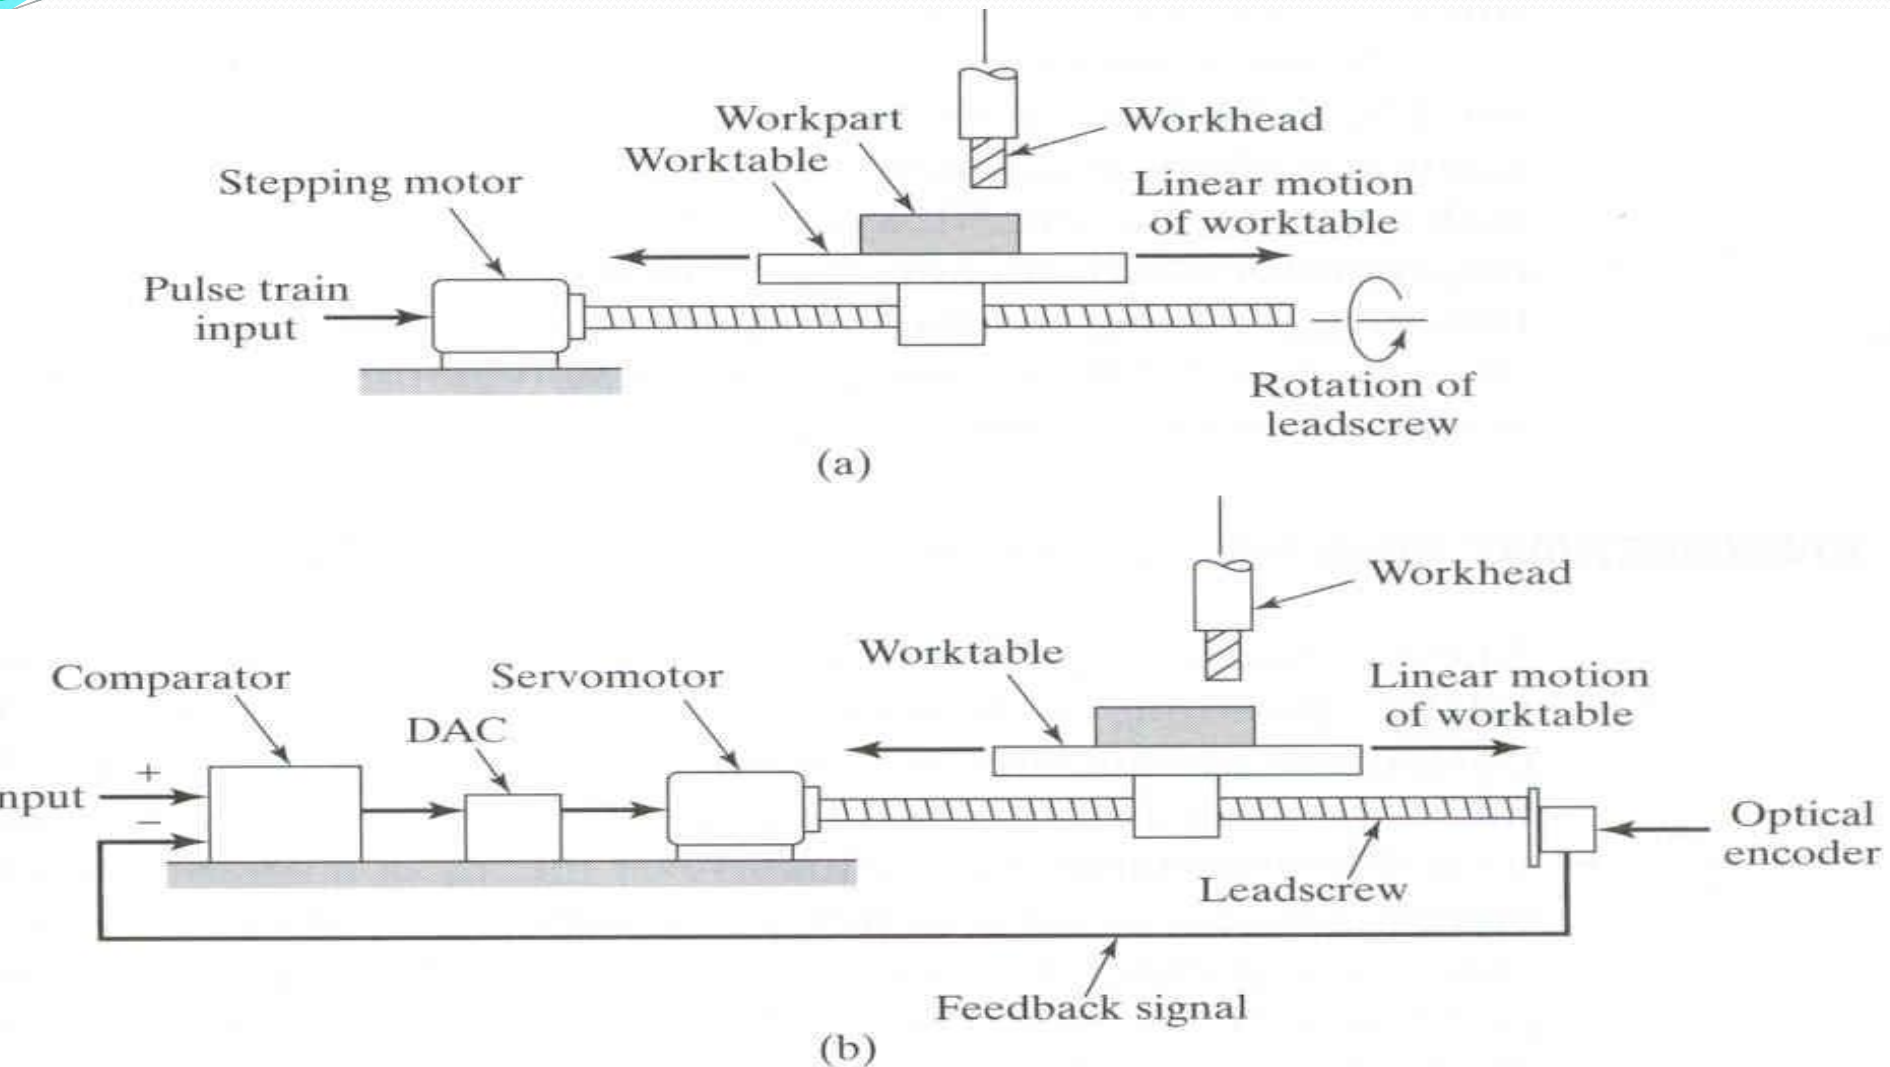 Workpart
Workhead
Worktable
Stepping motor
Linear motion
of worktable
Pulse train
input
Rotation of
leadscrew
(a)
Workhead
Worktable
Comparator
Servomotor
Linear motion
of worktable
DAC
+
nput
−
Optical
encoder
Leadscrew
Feedback signal
(b)